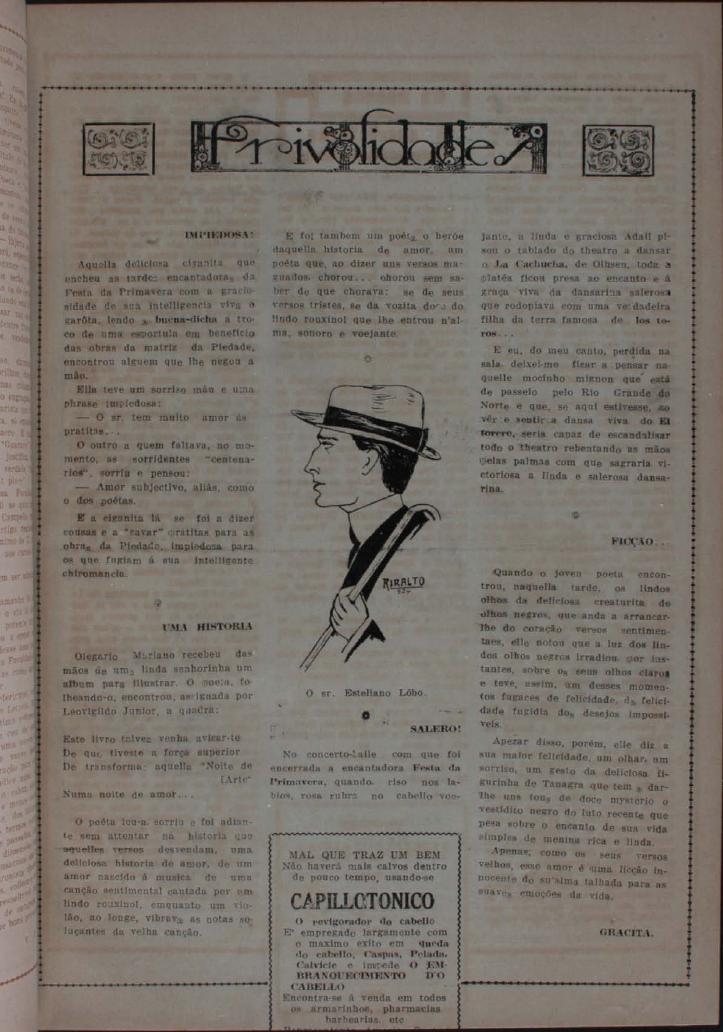 Frivolidades
IMPIEDOSA!
Aquella deliciosa ciganita que
encheu as tardes encantadoras da
Festa da Primavera com a gracio-
sidade de sua intelligencia viva e
garôta, lendo a buena-dicha a tro-
co de uma esportula em beneficio
das obras da matriz da Piedade,
encontrou alguem que lhe negou a
mão.
Ella teve um sorriso máu e uma
phrase impiedosa:
— O sr. tem muito amor ás
pratitas...
O outro a quem faltava, no mo-
mento, as sorridentes "centena-
rios", sorriu e pensou:
— Amor subjectivo, aliás, como
o dos poétas.
E a ciganita lá se foi a dizer
cousas e a "cavar" pratitas para as
obras da Piedade, impiedosa para
os que fugiam á sua intelligente
chiromancia.
UMA HISTORIA
Olegario Mariano recebeu das
mãos de uma linda senhorinha um
album para illustrar. O poeta, fo-
lheando-o, encontrou, assignada por
Leovigildo Junior, a quadra:
Este livro talvez venha avisar-te
De que tiveste a força superior
De transformar aquella "Noite de
[Arte"
Numa noite de amor...
O poéta leu-a, sorriu e foi adian-
te sem attentar na historia que
aquelles versos desvendam, uma
deliciosa historia de amor, de um
amor nascido á musica de uma
canção sentimental cantada por um
lindo rouxinol, emquanto um vio-
lão, ao longe, vibrava as notas so-
luçantes da velha canção.
E foi tambem um poéta o heróe
daquella historia de amor, um
poéta que, ao dizer uns versos ma-
guados, chorou... chorou sem sa-
ber de que chorava: se de seus
versos tristes, se da vozita do
lindo rouxinol que lhe entrou n'al-
ma, sonoro e voejante.
RIRALTO
O sr. Esteliano Lôbo.
SALERO!
No concerto-baile com que foi
encerrada a encantadora Festa da
Primavera, quando, riso nos la-
bios, rosa rubra no cabello voe-
MAL QUE TRAZ UM BEM
Não haverá mais calvos dentro
de pouco tempo, usando-se
CAPILLOTONICO
O revigorador do cabello
E' empregado largamente com
o maximo exito em queda
do cabello, Caspas, Pelada,
Calvicie e impede O EM-
BRANQUECIMENTO DO
CABELLO
Encontra-se á venda em todos
os armarinhos, pharmacias
barbearias, etc
jante, a linda e graciosa Adail pi-
sou o tablado do theatro a dansar
o La Cachucha, de Olhsen, toda a
platéa ficou presa ao encanto e á
graça viva da dansarina salerosa
que rodopiava com uma verdadeira
filha da terra famosa de los to-
ros...
E eu, do meu canto, perdida na
sala, deixei-me ficar a pensar na-
quelle mocinho mignon que está
de passeio pelo Rio Grande do
Norte e que, se aqui estivesse, ao
vêr e sentir a dansa viva do El
torero, seria capaz de escandalisar
todo o theatro rebentando as mãos
pelas palmas com que sagraria vi-
ctoriosa a linda e salerosa dansa-
rina.
FICÇÃO...
Quando o joven poeta encon-
trou, naquella tarde, os lindos
olhos da deliciosa creaturita de
olhos negros, que anda a arrancar-
lhe do coração versos sentimen-
taes, elle notou que a luz dos lin-
dos olhos negros irradiou por ins-
tantes, sobre os seus olhos claros
e teve, assim, um desses momen-
tos fugaces de felicidade, da felici-
dade fugidia dos desejos impossi-
veis.
Apezar disso, porém, elle diz a
sua maior felicidade, um olhar, um
sorriso, um gesto da deliciosa fi-
gurinha de Tanagra que tem a dar-
lhe uns tons de doce mysterio o
vestidito negro do luto recente que
pesa sobre o encanto de sua vida
simples de menina rica e linda.
Apenas, como os seus versos
velhos, esse amor é uma ficção in-
nocente do su'alma talhada para as
suaves emoções da vida.
GRACITA.